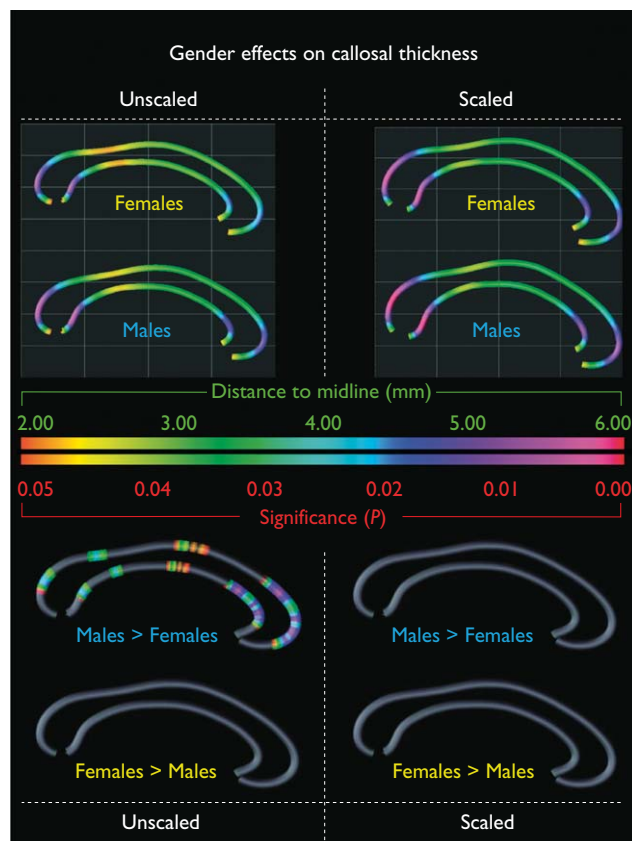 Gender effects on callosal thickness
Unscaled Scaled
Females Females
Males Males
Distance to midline (mm)
2.00 3.00 4.00 5.00 6.00
0.05 0.04 0.03 0.02 0.01 0.00
Significance (P)
Males > Females Males > Females
Females > Males Females > Males
Unscaled Scaled